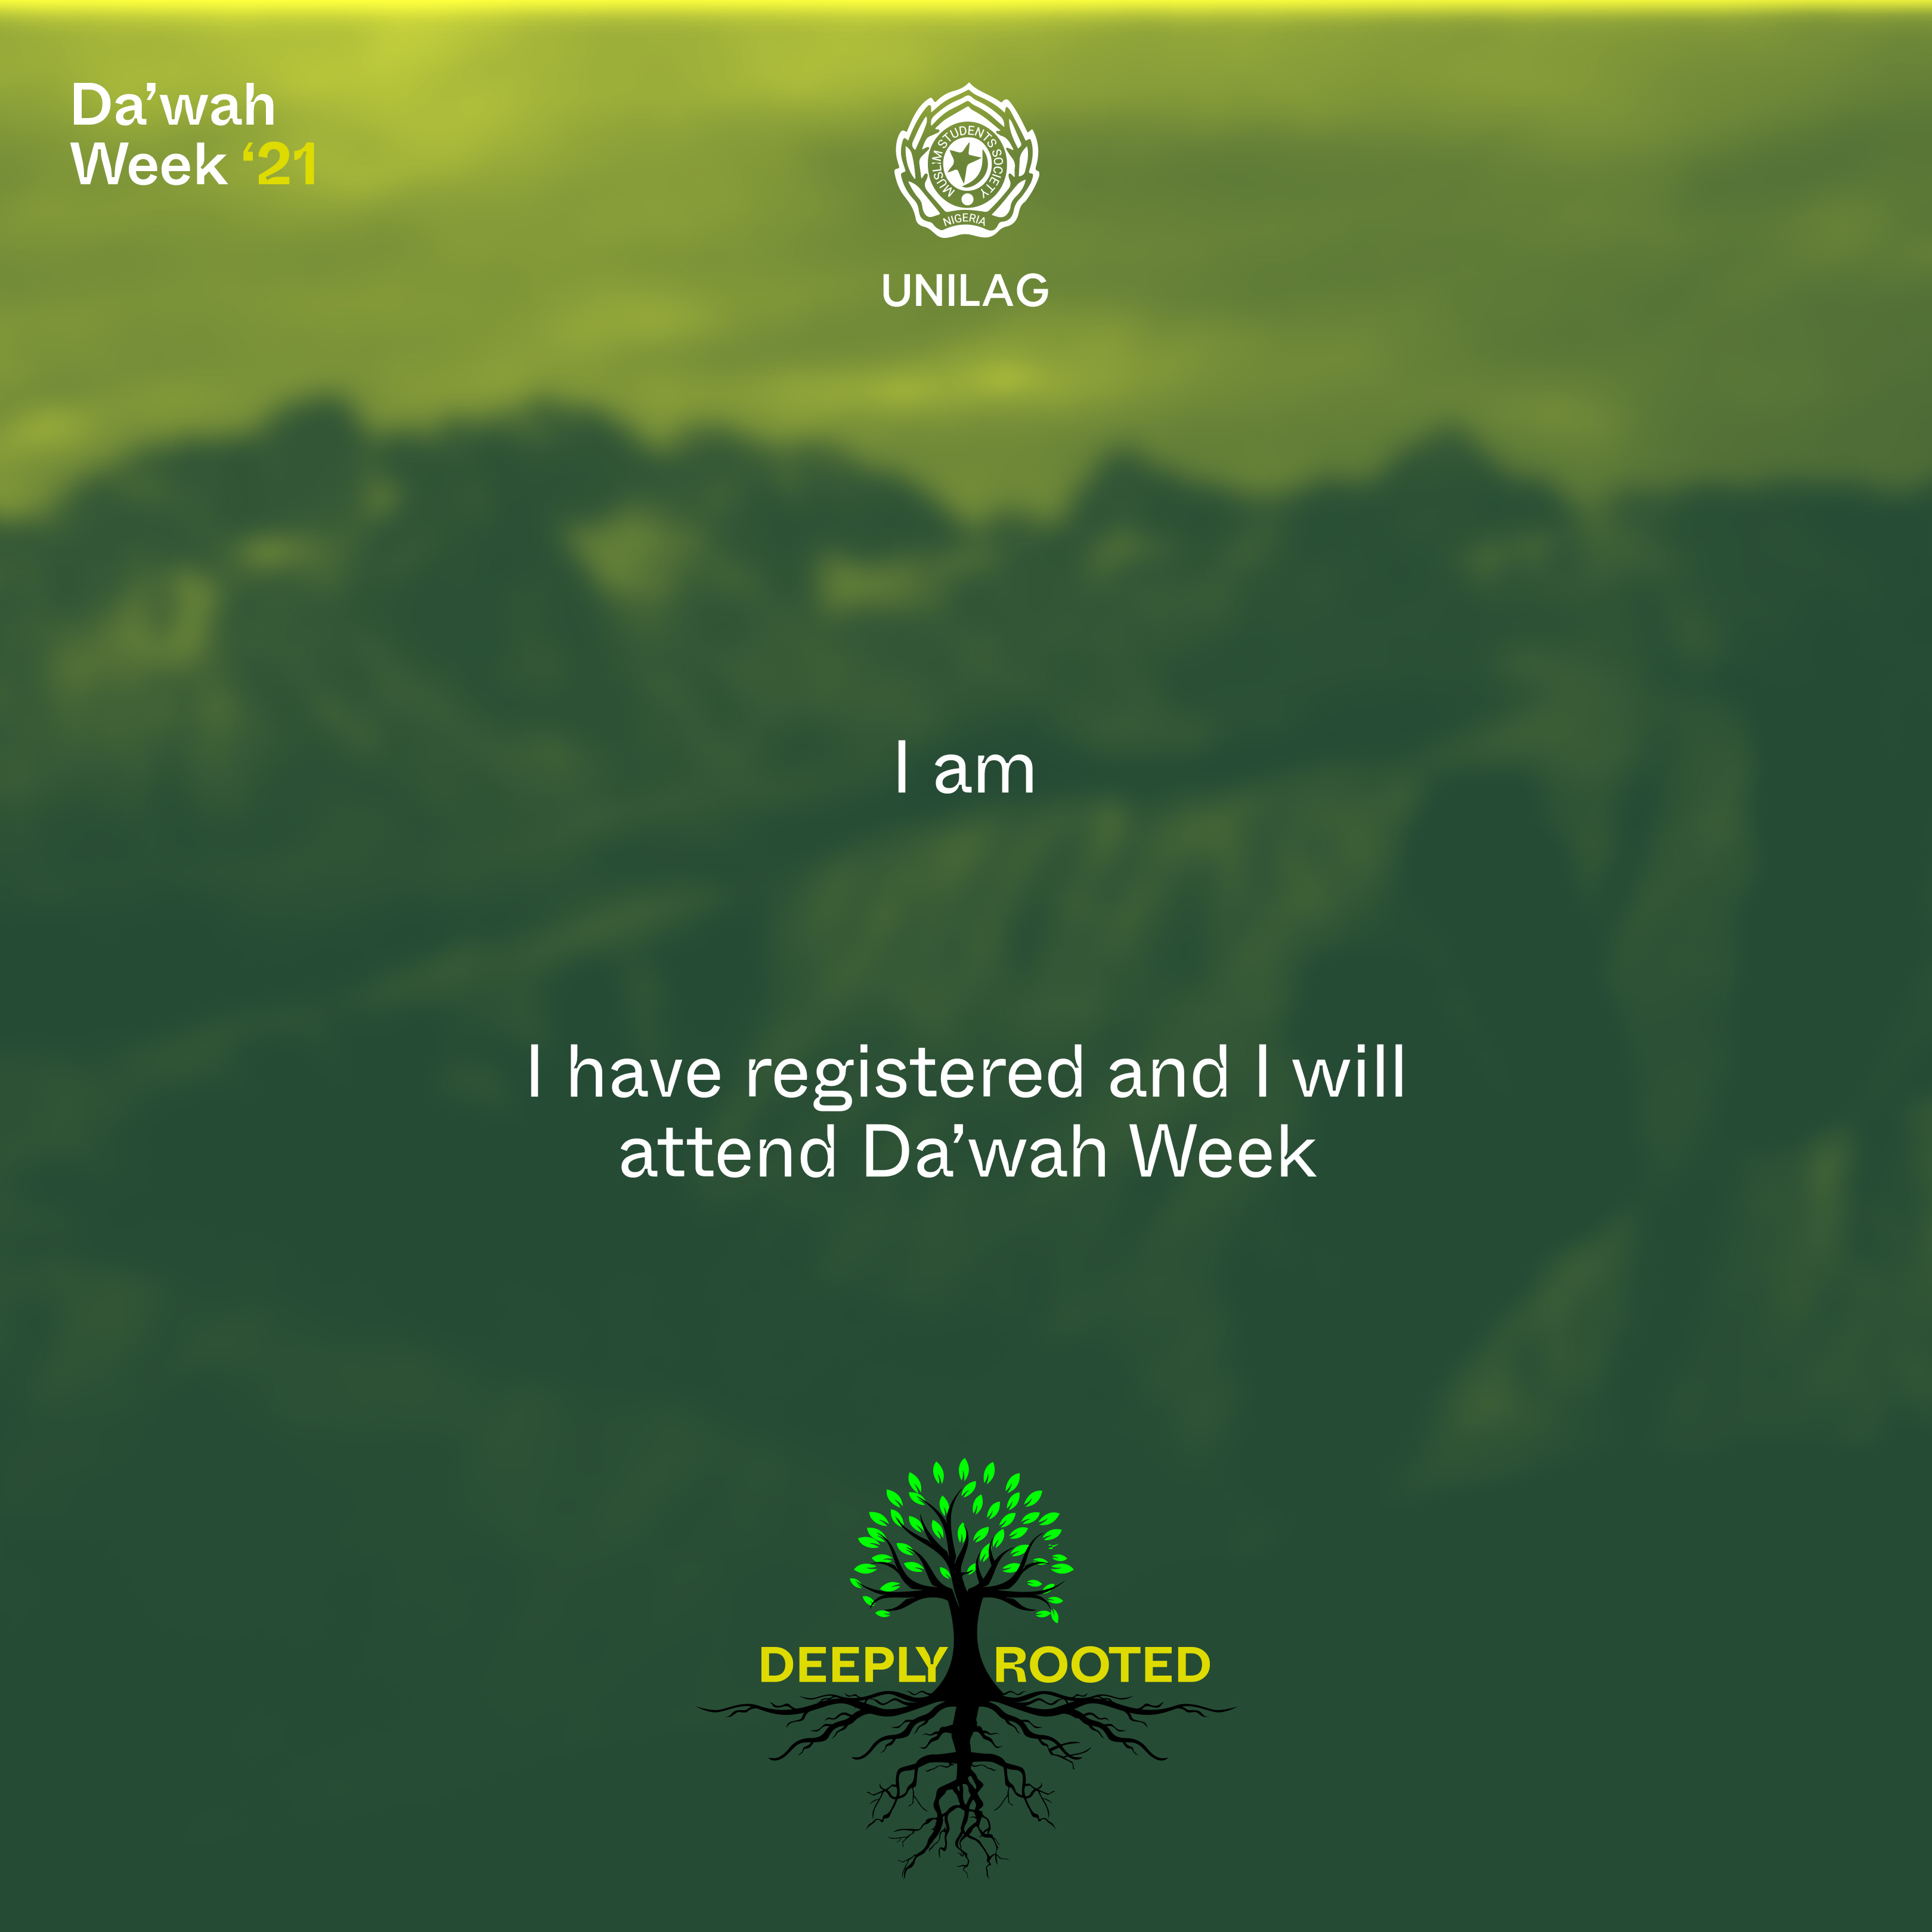 Da’wah
Week ‘21
MUSLIM STUDENTS SOCIETY
NIGERIA
UNILAG
I am
I have registered and I will
attend Da’wah Week
DEEPLY ROOTED